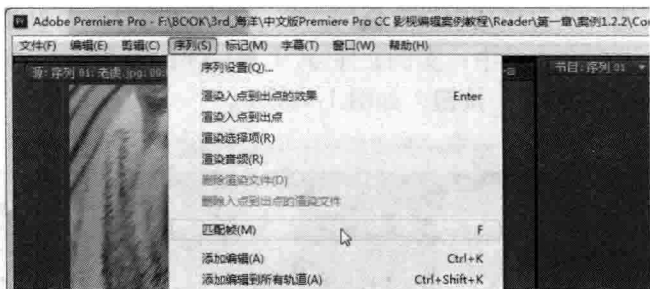 Adobe Premiere Pro - F:\BOOK\3rd_海洋\中文版Premiere Pro CC 影视编辑案例教程\Reader\第一章\案例1.2.2\Cou
文件(F) 编辑(E) 剪辑(C) 序列(S) 标记(M) 字幕(T) 窗口(W) 帮助(H)
源: 序列 01: 老虎.jpg: 00:
节目: 序列 01
序列设置(Q)...
渲染入点到出点的效果 Enter
渲染入点到出点
渲染选择项(R)
渲染音频(R)
删除渲染文件(D)
删除入点到出点的渲染文件
匹配帧(M) F
添加编辑(A) Ctrl+K
添加编辑到所有轨道(A) Ctrl+Shift+K